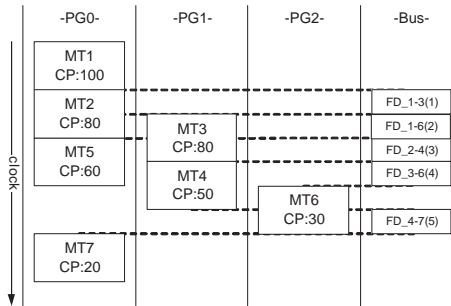 -PG0-
-PG1-
-PG2-
-Bus-
clock
MT1
CP:100
MT2
CP:80
MT5
CP:60
MT7
CP:20
MT3
CP:80
MT4
CP:50
MT6
CP:30
FD_1-3(1)
FD_1-6(2)
FD_2-4(3)
FD_3-6(4)
FD_4-7(5)